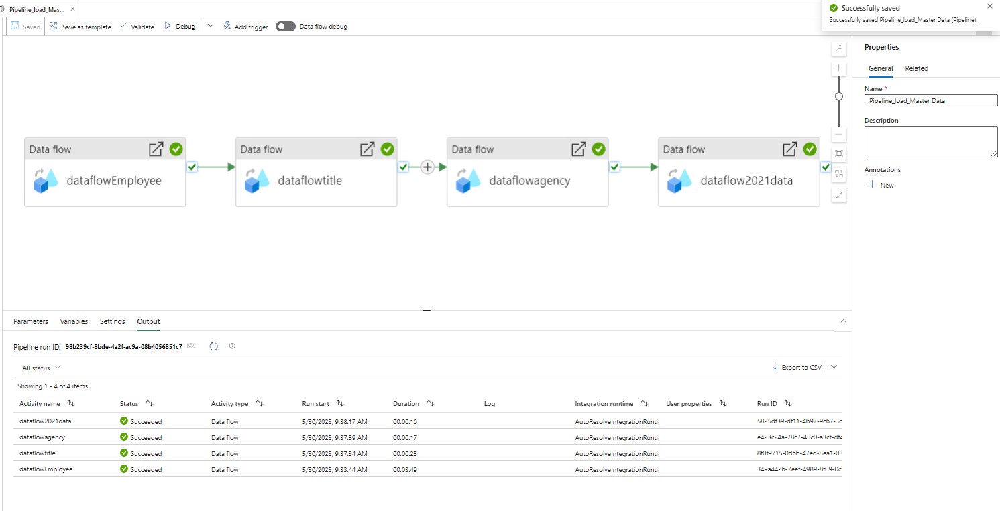 Pipeline_load_Mas...
Successfully saved
Successfully saved Pipeline_load_Master Data (Pipeline).
Saved
Save as template
Validate
Debug
Add trigger
Data flow debug
Data flow
dataflowEmployee
Data flow
dataflowtitle
Data flow
dataflowagency
Data flow
dataflow2021data
Properties
General Related
Name *
Pipeline_load_Master Data
Description
Annotations
New
Parameters Variables Settings Output
Pipeline run ID: 98b239cf-8bde-4a2f-ac9a-08b4056851c7
All status
Export to CSV
Showing 1 - 4 of 4 items
Activity name Status Activity type Run start Duration Log Integration runtime User properties Run ID
dataflow2021data Succeeded Data flow 5/30/2023, 9:38:17 AM 00:00:16 AutoResolveIntegrationRuntir 5825df39-df11-4b97-9c67-3d
dataflowagency Succeeded Data flow 5/30/2023, 9:37:59 AM 00:00:17 AutoResolveIntegrationRuntir e423c24a-78c7-45c0-a3cf-df4
dataflowtitle Succeeded Data flow 5/30/2023, 9:37:34 AM 00:00:25 AutoResolveIntegrationRuntir 8f0f9715-0d6b-47ed-8ea1-03
dataflowEmployee Succeeded Data flow 5/30/2023, 9:33:44 AM 00:03:49 AutoResolveIntegrationRuntir 349a4426-7eef-4989-8f09-0cf